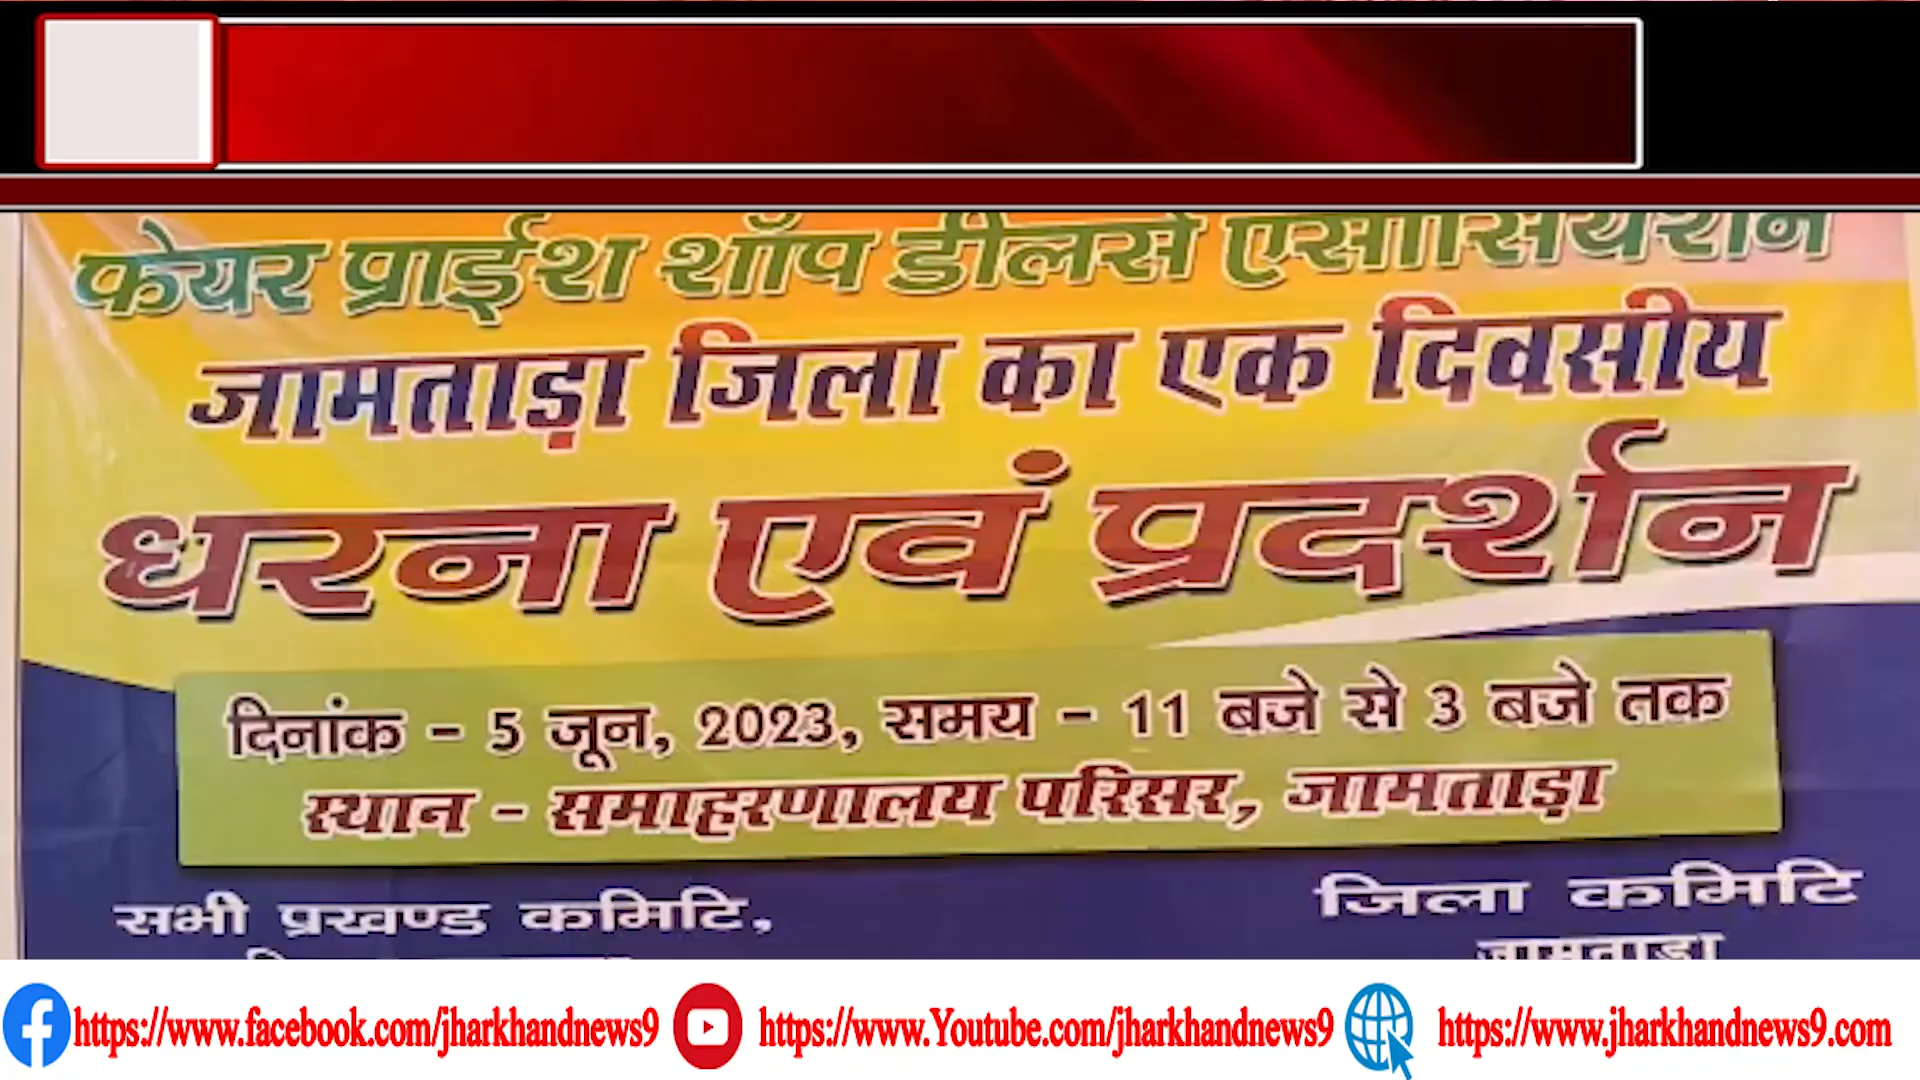 फेयर प्राईश शॉप डीलर्स एसोसियेशन
जामताड़ा जिला का एक दिवसीय
धरना एवं प्रदर्शन
दिनांक - 5 जून, 2023, समय - 11 बजे से 3 बजे तक
स्थान - समाहरणालय परिसर, जामताड़ा
सभी प्रखण्ड कमिटि,
जिला कमिटि
जामताड़ा
https://www.facebook.com/jharkhandnews9
https://www.Youtube.com/jharkhandnews9
https://www.jharkhandnews9.com